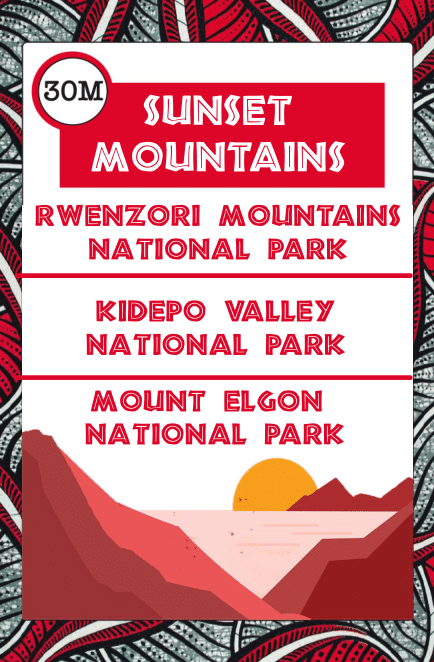 30M
SUNSET
MOUNTAINS
RWENZORI MOUNTAINS
NATIONAL PARK
KIDEPO VALLEY
NATIONAL PARK
MOUNT ELGON
NATIONAL PARK